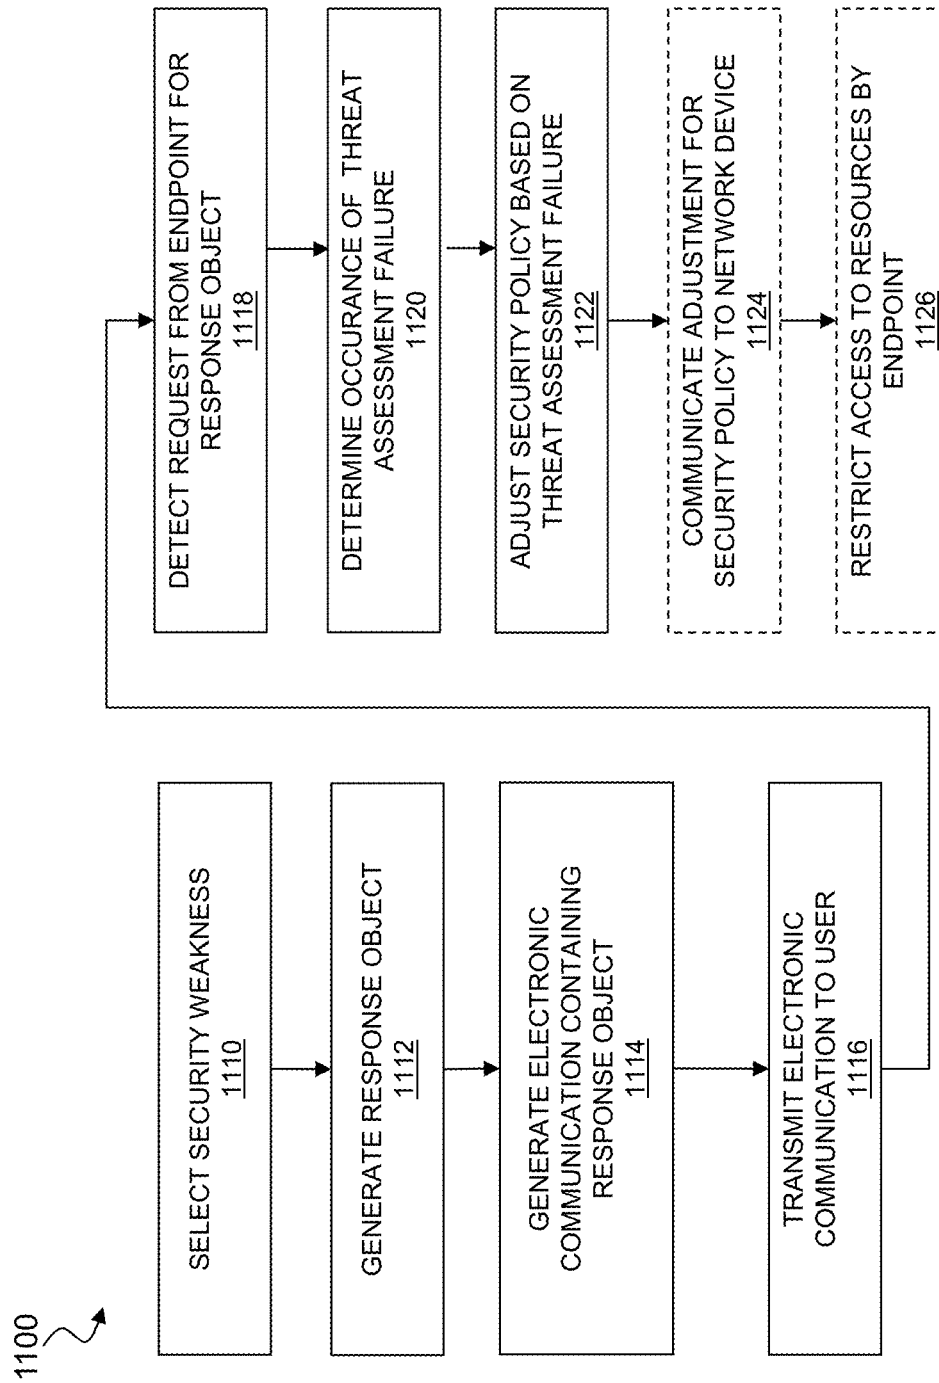 1100
SELECT SECURITY WEAKNESS
1110
GENERATE RESPONSE OBJECT
1112
GENERATE ELECTRONIC
COMMUNICATION CONTAINING
RESPONSE OBJECT
1114
TRANSMIT ELECTRONIC
COMMUNICATION TO USER
1116
DETECT REQUEST FROM ENDPOINT FOR
RESPONSE OBJECT
1118
DETERMINE OCCURANCE OF THREAT
ASSESSMENT FAILURE
1120
ADJUST SECURITY POLICY BASED ON
THREAT ASSESSMENT FAILURE
1122
COMMUNICATE ADJUSTMENT FOR
SECURITY POLICY TO NETWORK DEVICE
1124
RESTRICT ACCESS TO RESOURCES BY
ENDPOINT
1126